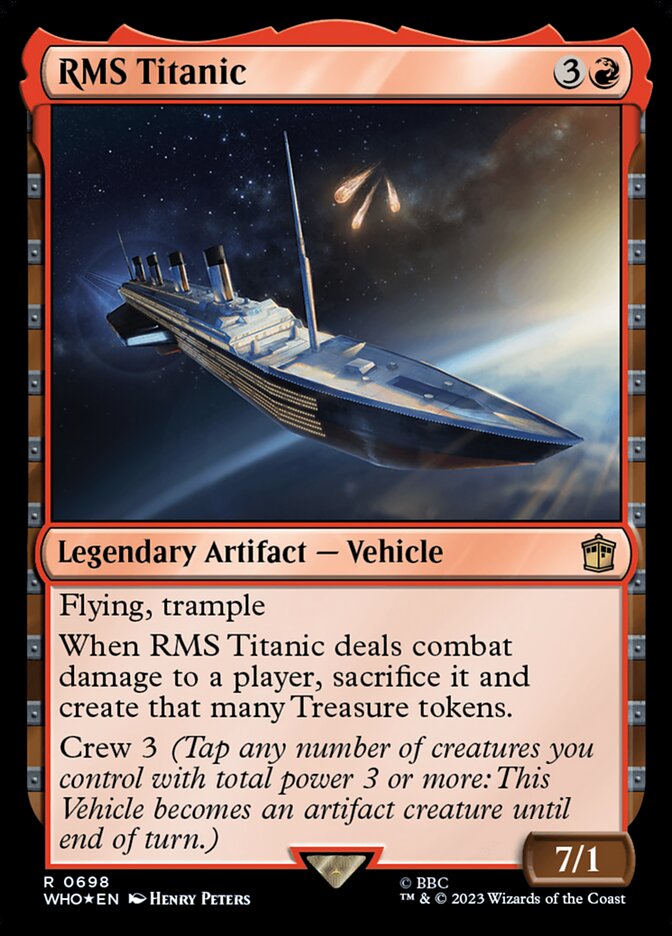 RMS Titanic 3
Legendary Artifact — Vehicle
Flying, trample
When RMS Titanic deals combat
damage to a player, sacrifice it and
create that many Treasure tokens.
Crew 3 (Tap any number of creatures you
control with total power 3 or more: This
Vehicle becomes an artifact creature until
end of turn.)
7/1
R 0698
WHO★EN Henry Peters
© BBC
™ & © 2023 Wizards of the Coast